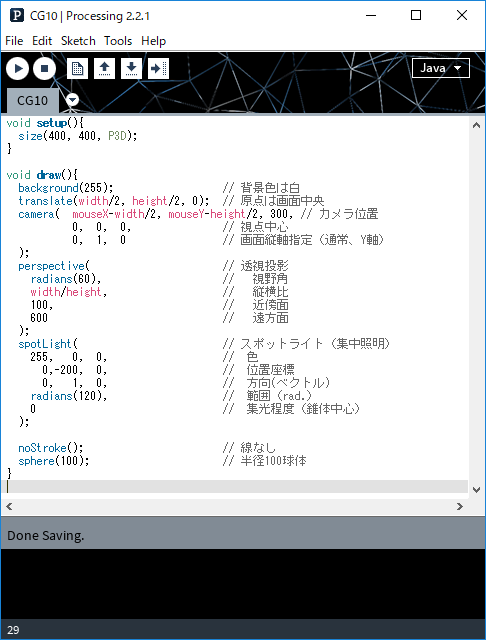 CG10 | Processing 2.2.1
File Edit Sketch Tools Help
Java
CG10
void setup(){
  size(400, 400, P3D);
}

void draw(){
  background(255);                  // 背景色は白
  translate(width/2, height/2, 0);  // 原点は画面中央
  camera(  mouseX-width/2, mouseY-height/2, 300, // カメラ位置
           0,  0,  0,               // 視点中心
           0,  1,  0                // 画面縦軸指定（通常、Y軸）
  );
  perspective(                      // 透視投影
    radians(60),                    //   視野角
    width/height,                   //   縦横比
    100,                            //   近傍面
    600                             //   遠方面
  );
  spotLight(                        // スポットライト（集中照明）
    255,   0,  0,                   //  色
      0,-200,  0,                   //  位置座標
      0,   1,  0,                   //  方向(ベクトル)
    radians(120),                   //  範囲（rad.）
    0                               //  集光程度（錐体中心）
  );

  noStroke();                       // 線なし
  sphere(100);                      // 半径100球体
}
Done Saving.
29